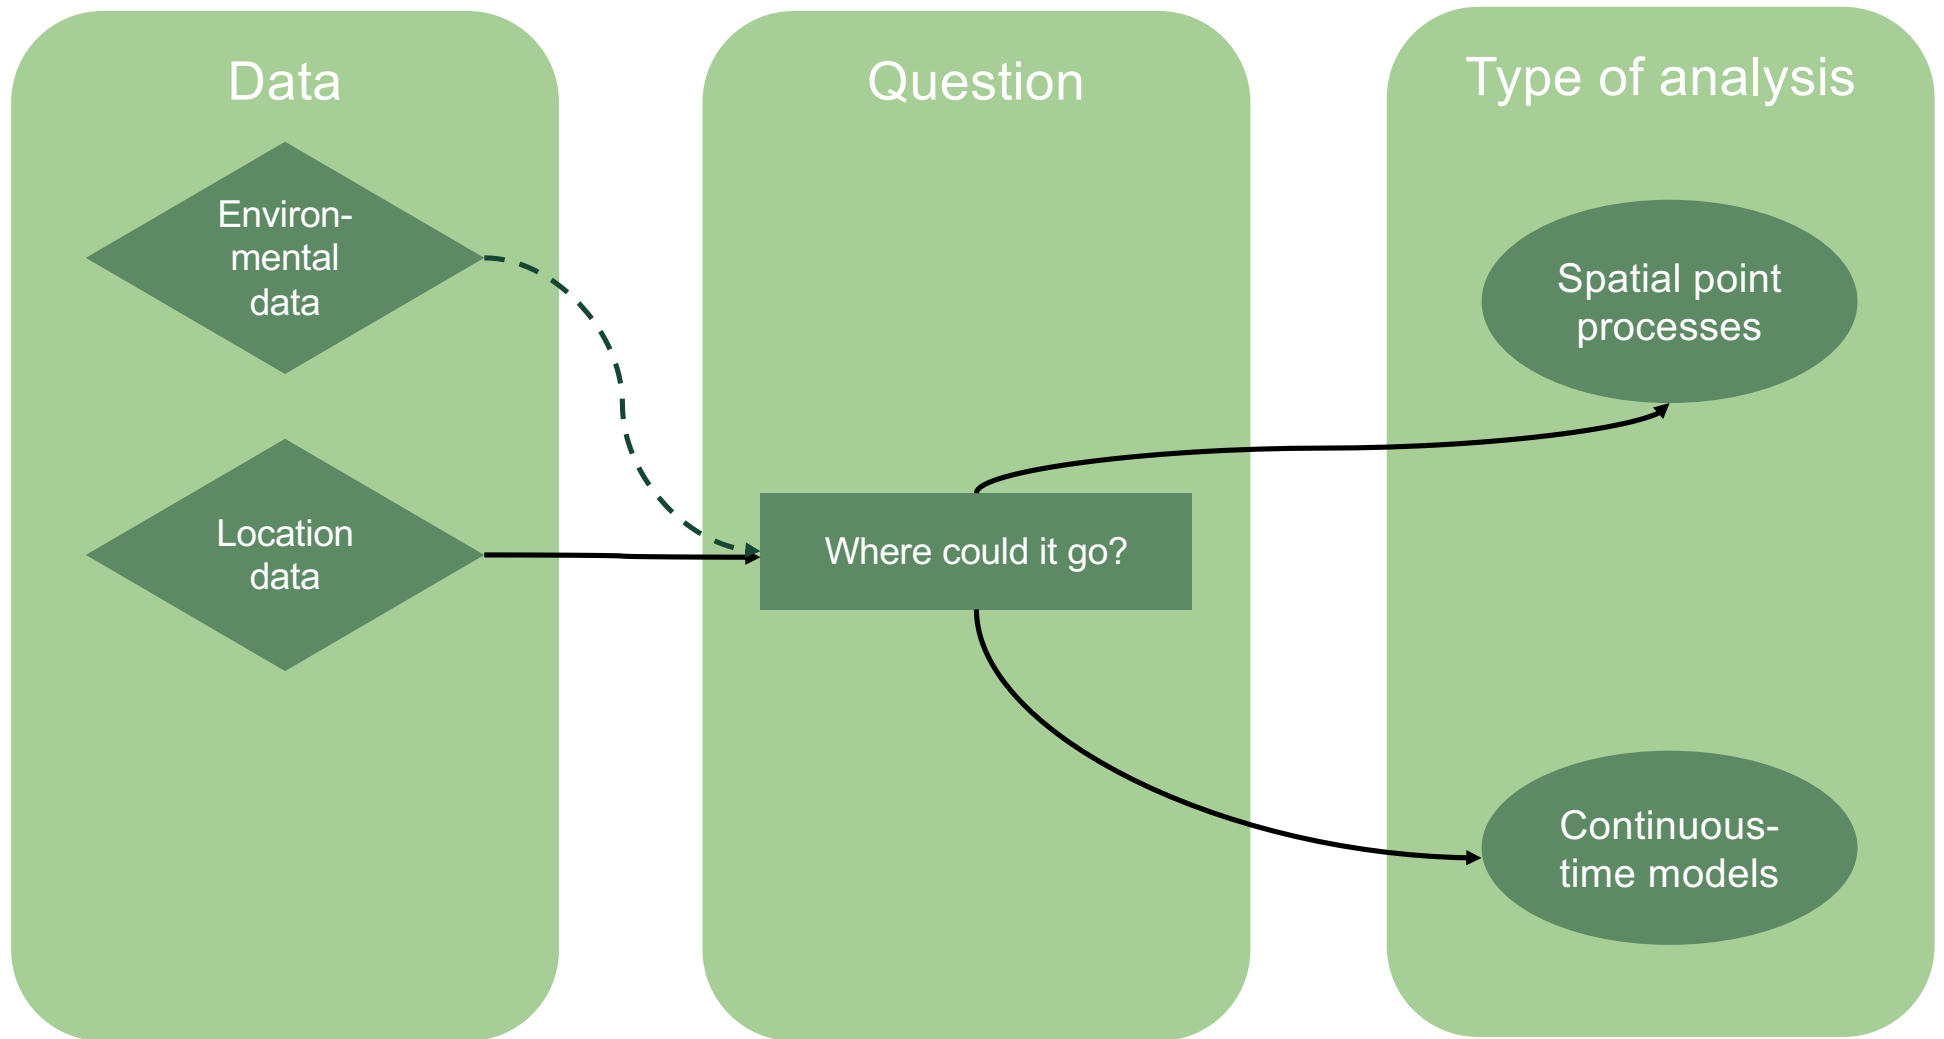 Data
Environ-
mental
data
Location
data
Question
Where could it go?
Type of analysis
Spatial point
processes
Continuous-
time models